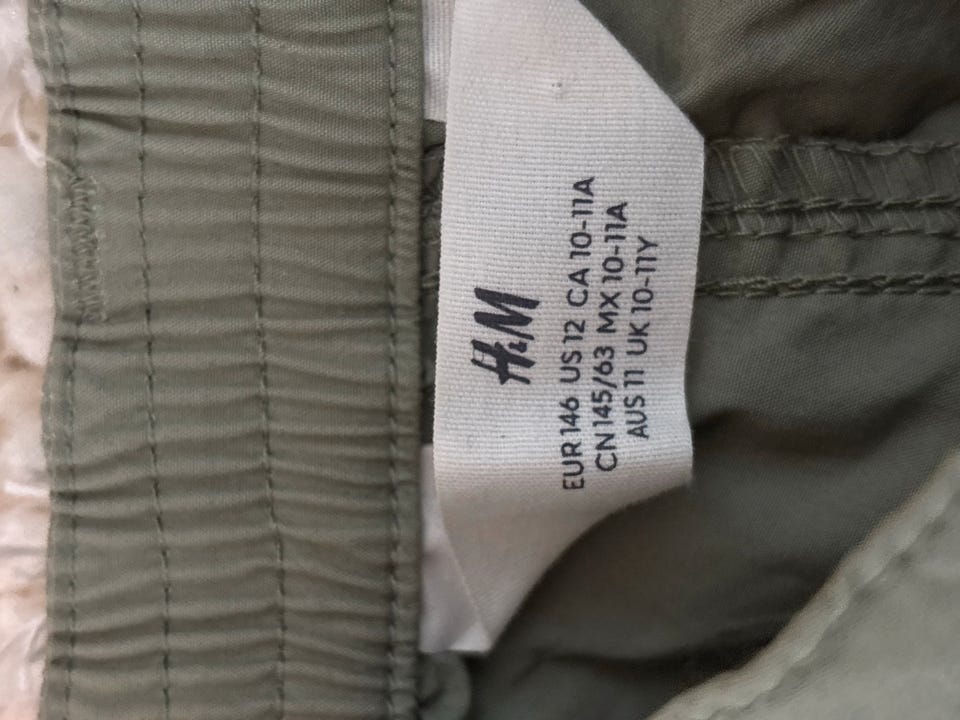 H&M
EUR 146 US 12 CA 10-11A
CN 145/63 MX 10-11A
AUS 11 UK 10-11Y